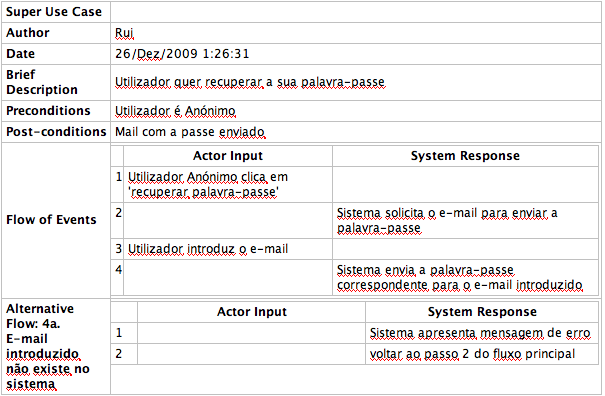 Super Use Case
Author Rui
Date 26/Dez/2009 1:26:31
Brief
Description Utilizador quer recuperar a sua palavra-passe
Preconditions Utilizador é Anónimo
Post-conditions Mail com a passe enviado
Flow of Events
Actor Input System Response
1 Utilizador Anónimo clica em
'recuperar palavra-passe'
2 Sistema solicita o e-mail para enviar a
palavra-passe
3 Utilizador introduz o e-mail
4 Sistema envia a palavra-passe
correspondente para o e-mail introduzido
Alternative
Flow: 4a.
E-mail
introduzido
não existe no
sistema
Actor Input System Response
1 Sistema apresenta mensagem de erro
2 voltar ao passo 2 do fluxo principal